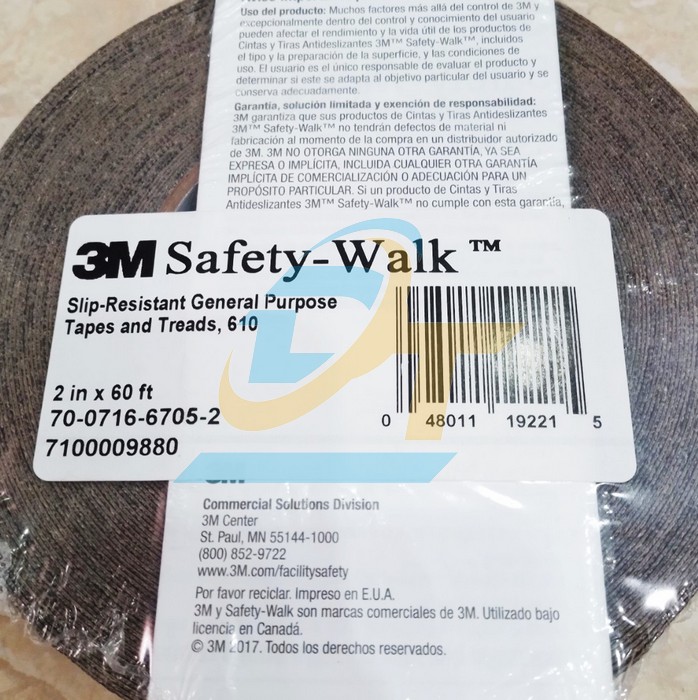 Uso del producto: Muchos factores más allá del control de 3M y
excepcionalmente dentro del control y conocimiento del usuario
pueden afectar el rendimiento y la vida útil de los productos de
Cintas y Tiras Antideslizantes 3M™ Safety-Walk™, incluidos
el tipo y la preparación de la superficie, y las condiciones de
uso. El usuario es el único responsable de evaluar el producto y
determinar si este se adapta al objetivo particular del usuario y se
conserva adecuadamente.
Garantía, solución limitada y exención de responsabilidad:
3M garantiza que sus productos de Cintas y Tiras Antideslizantes
3M™ Safety-Walk™ no tendrán defectos de material ni
fabricación al momento de la compra en un distribuidor autorizado
de 3M. 3M NO OTORGA NINGUNA OTRA GARANTÍA, YA SEA
EXPRESA O IMPLÍCITA, INCLUIDA CUALQUIER OTRA GARANTÍA
IMPLÍCITA DE COMERCIALIZACIÓN O ADECUACIÓN PARA UN
PROPÓSITO PARTICULAR. Si un producto de Cintas y Tiras
Antideslizantes 3M™ Safety-Walk™ no cumple con esta garantía,
3M Safety-Walk™
Slip-Resistant General Purpose
Tapes and Treads, 610
2 in x 60 ft
70-0716-6705-2
7100009880
0 48011 19221 5
DT
3M
Commercial Solutions Division
3M Center
St. Paul, MN 55144-1000
(800) 852-9722
www.3M.com/facilitysafety
Por favor reciclar. Impreso en E.U.A.
3M y Safety-Walk son marcas comerciales de 3M. Utilizado bajo
licencia en Canadá.
© 3M 2017. Todos los derechos reservados.